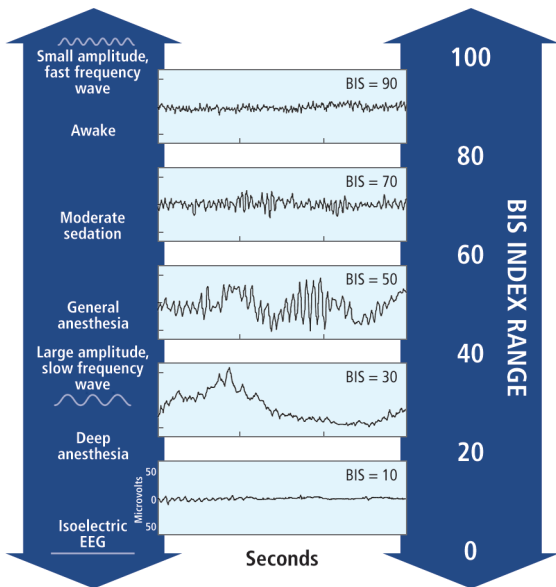 Small amplitude,
fast frequency
wave
Awake
Moderate
sedation
General
anesthesia
Large amplitude,
slow frequency
wave
Deep
anesthesia
Isoelectric
EEG
BIS = 90
BIS = 70
BIS = 50
BIS = 30
BIS = 10
Microvolts
50
0
50
Seconds
100
80
60
40
20
0
BIS INDEX RANGE